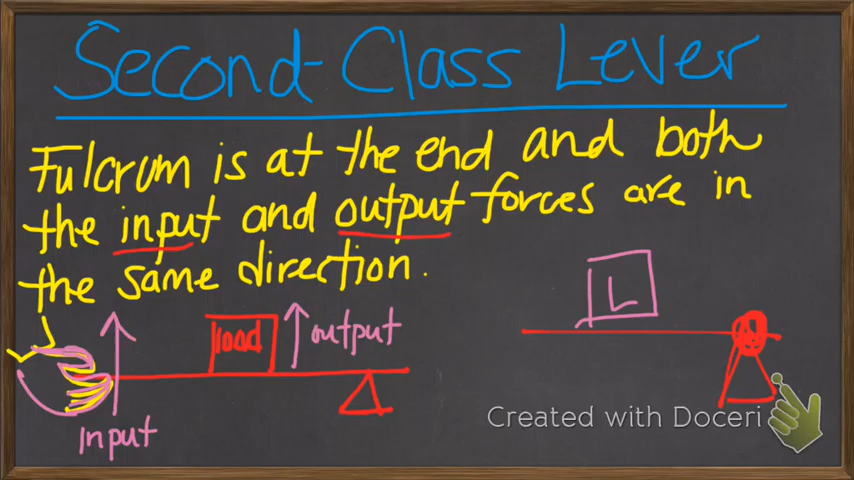 Second-Class Lever
Fulcrum is at the end and both
the input and output forces are in
the same direction.
L
load
output
input
Created with Doceri